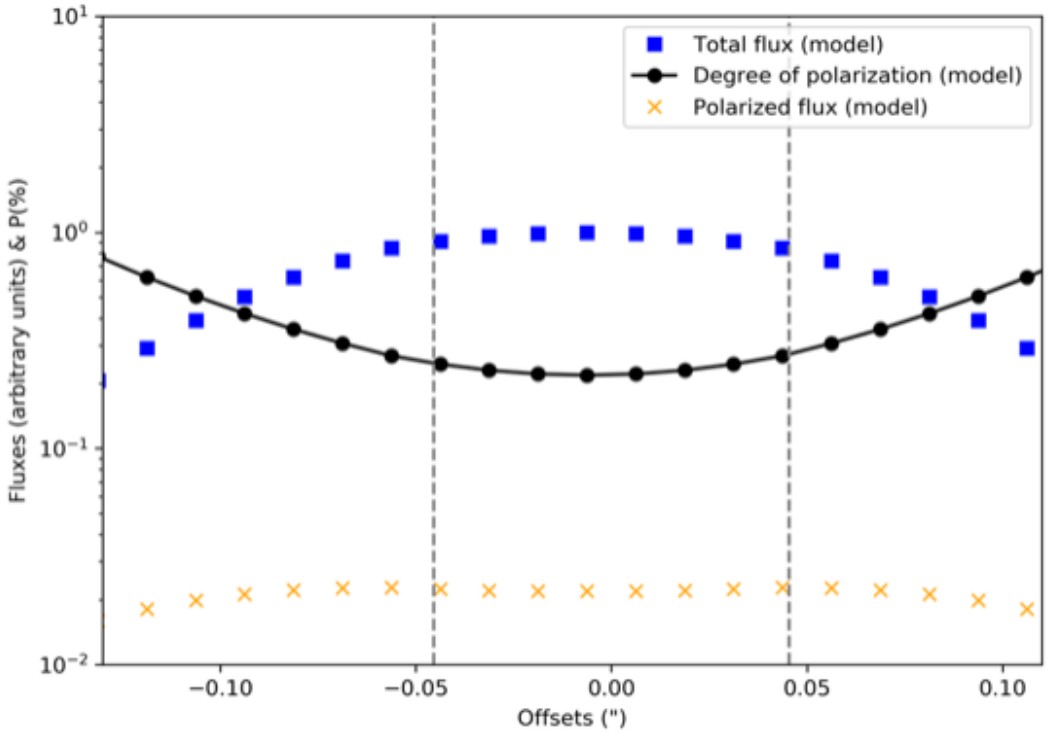 10¹
10⁰
10⁻¹
10⁻²
Fluxes (arbitrary units) & P(%)
Total flux (model)
Degree of polarization (model)
Polarized flux (model)
−0.10
−0.05
0.00
0.05
0.10
Offsets (")